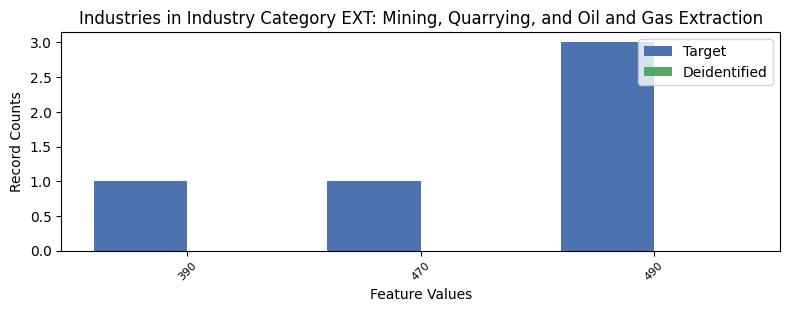 Industries in Industry Category EXT: Mining, Quarrying, and Oil and Gas Extraction
Target
Deidentified
Record Counts
3.0
2.5
2.0
1.5
1.0
0.5
0.0
390
470
490
Feature Values